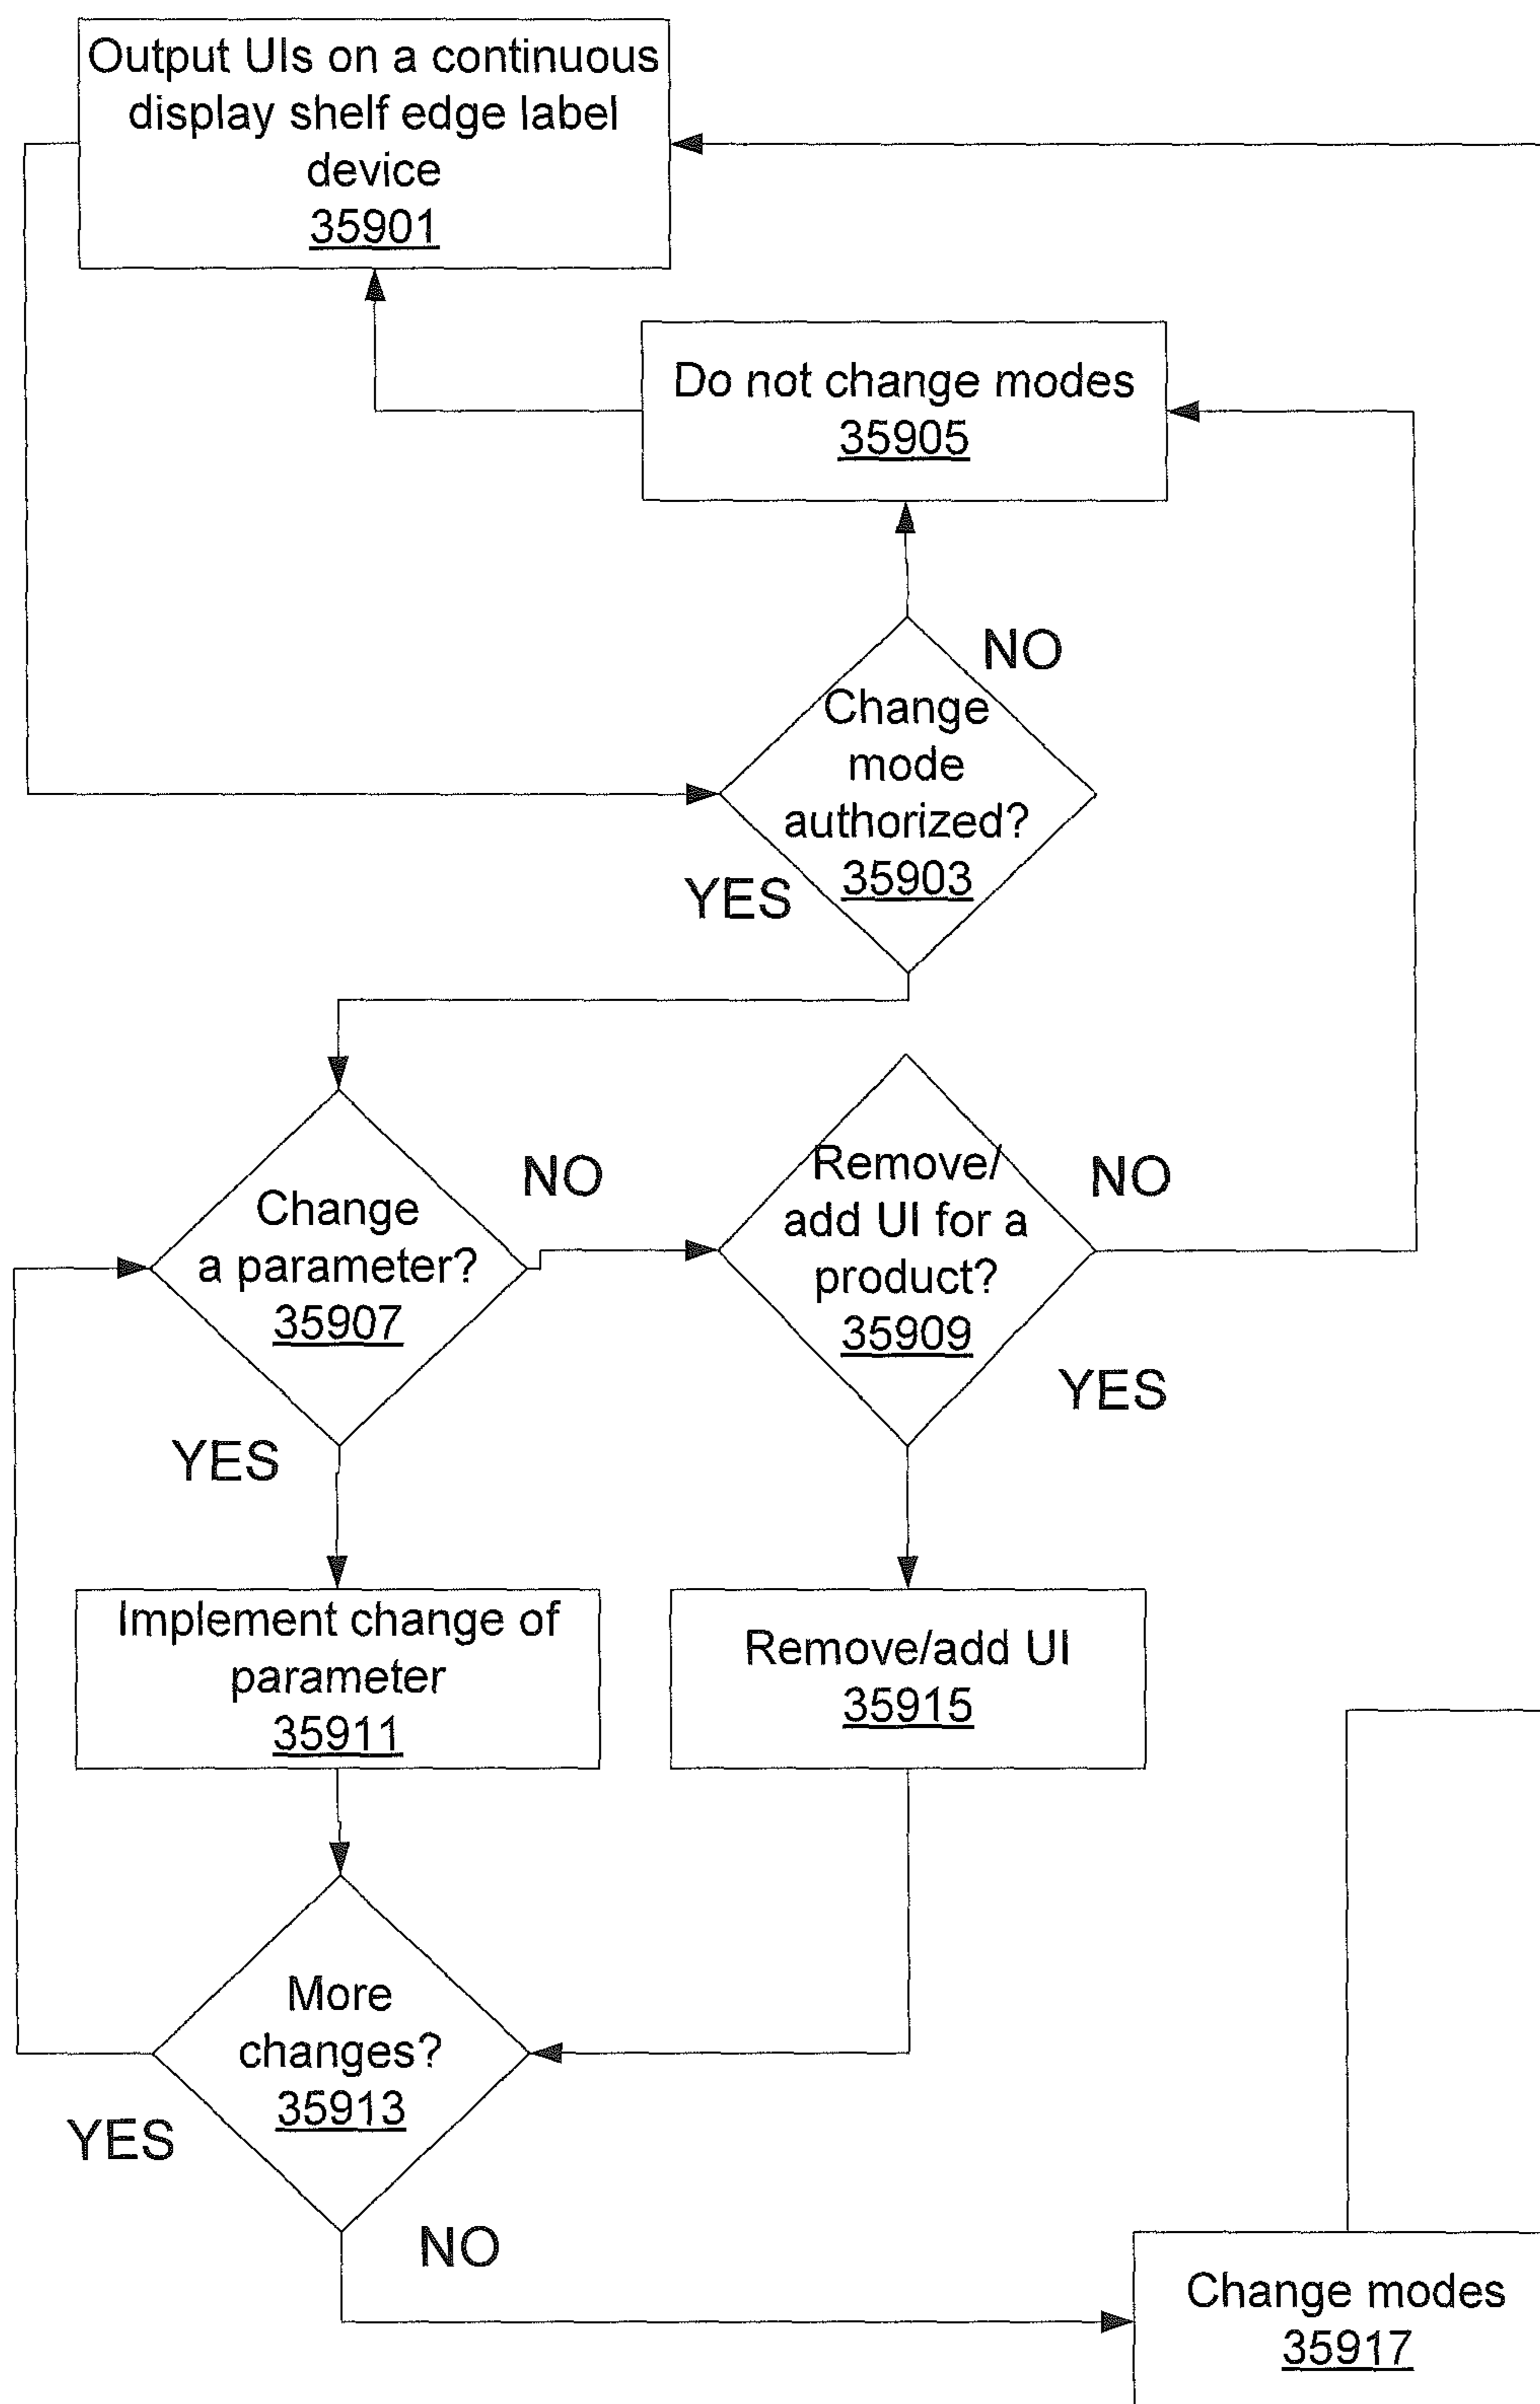 Output UIs on a continuous
display shelf edge label
device
35901
Do not change modes
35905
NO
Change
mode
authorized?
35903
YES
Change
a parameter?
35907
NO
Remove/
add UI for a
product?
35909
NO
YES
YES
Implement change of
parameter
35911
Remove/add UI
35915
More
changes?
35913
YES
NO
Change modes
35917